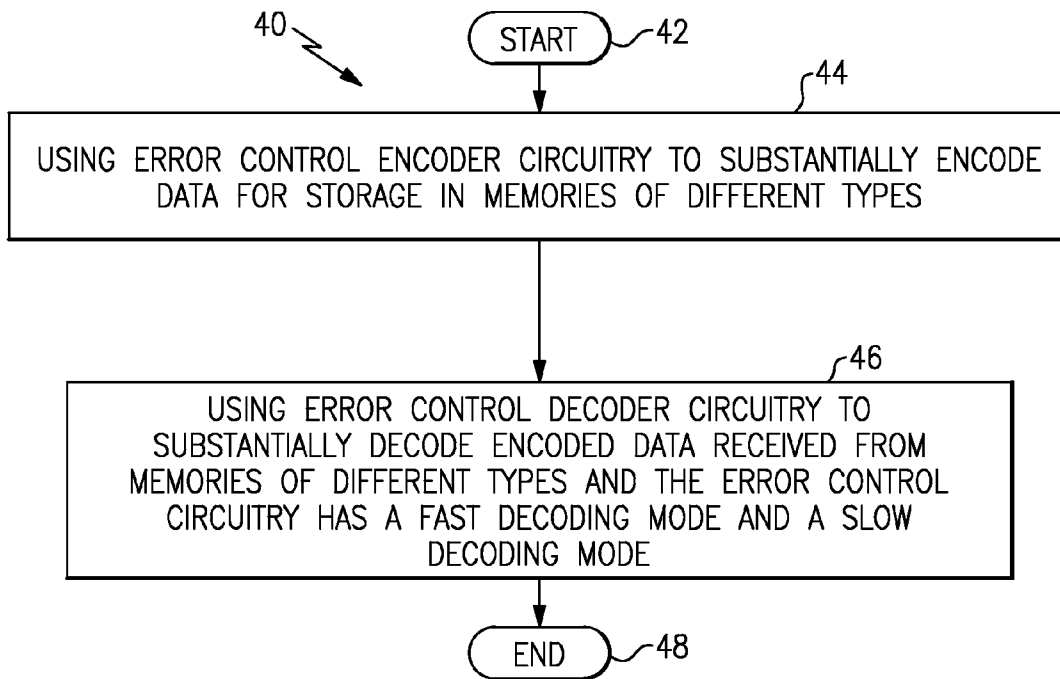 40
START
42
44
USING ERROR CONTROL ENCODER CIRCUITRY TO SUBSTANTIALLY ENCODE
DATA FOR STORAGE IN MEMORIES OF DIFFERENT TYPES
46
USING ERROR CONTROL DECODER CIRCUITRY TO
SUBSTANTIALLY DECODE ENCODED DATA RECEIVED FROM
MEMORIES OF DIFFERENT TYPES AND THE ERROR CONTROL
CIRCUITRY HAS A FAST DECODING MODE AND A SLOW
DECODING MODE
END
48